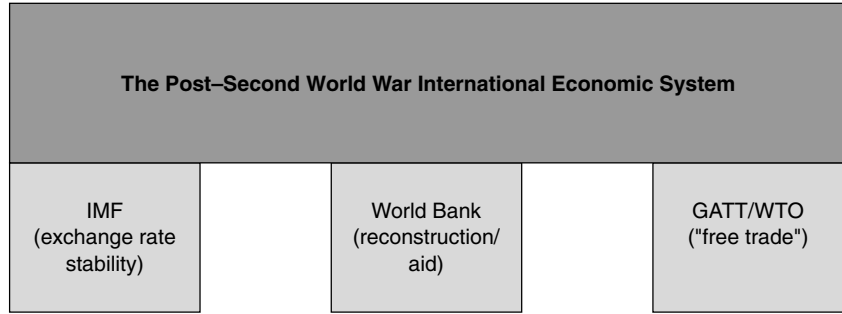 The Post–Second World War International Economic System
IMF
(exchange rate
stability)
World Bank
(reconstruction/
aid)
GATT/WTO
("free trade")